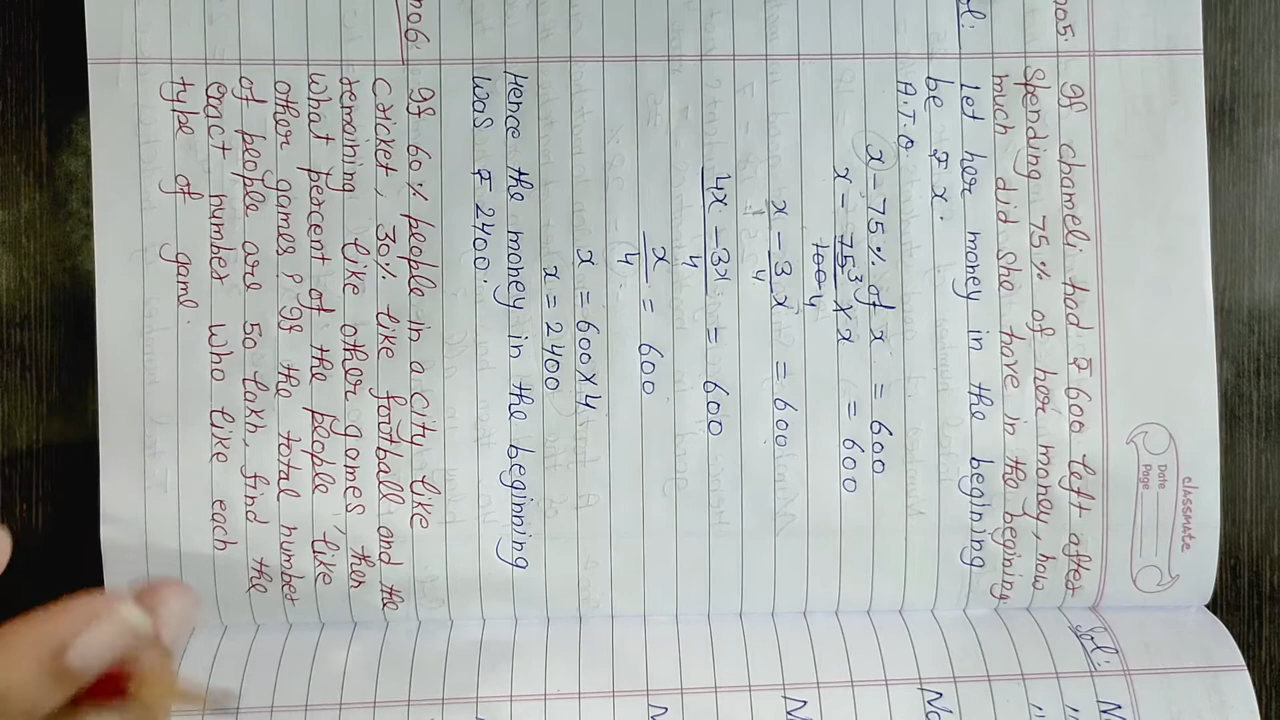 classmate
Date
Page
no5. If chameli had ₹ 600 left after
spending 75% of her money, how
much did she have in the begining.
ol: Let her money in the begining
be ₹ x.
A.T.Q
x - 75% of x = 600
x - 75³/100 4 × x = 600
x - 3/4 x = 600
4x - 3x/4 = 600
x/4 = 600
x = 600×4
x = 2400
Hence the money in the beginning
was ₹ 2400.
no6. If 60% people in a city like
cricket, 30% like football and the
remaining like other games, then
what percent of the people like
other games? If the total number
of people are 50 lakh, find the
exact number who like each
type of game.
Sol: